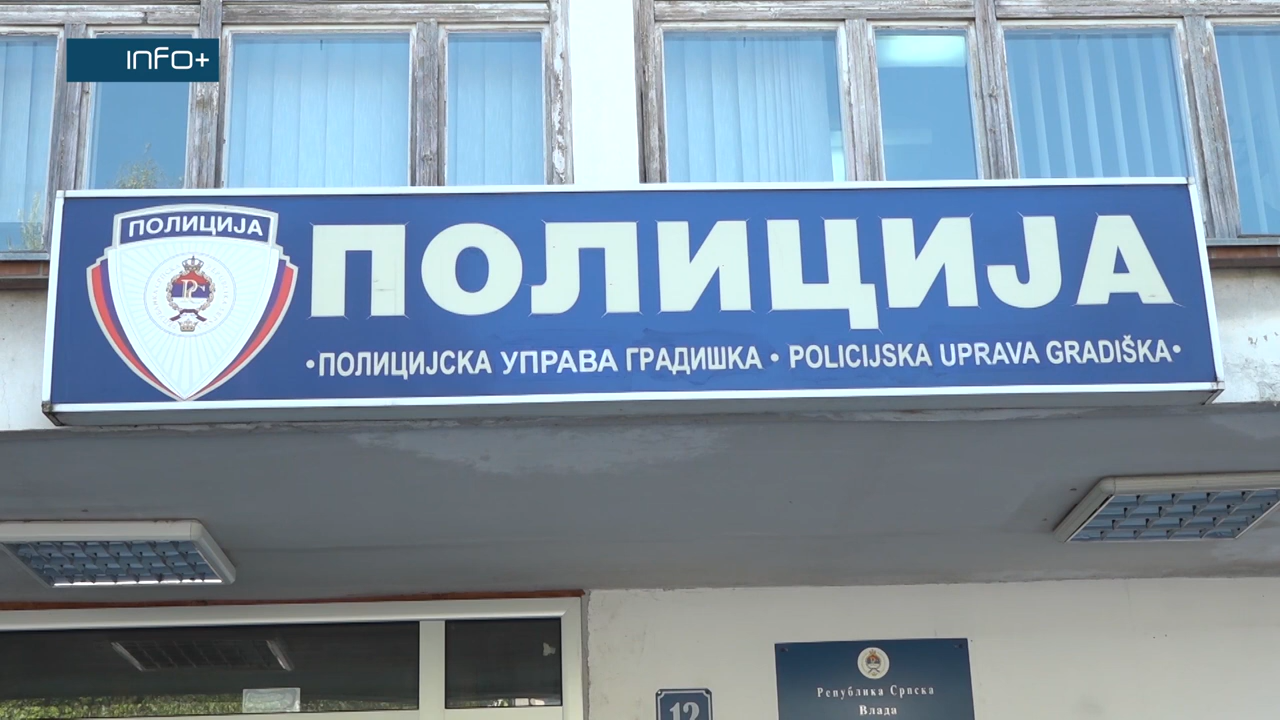 INFO+
ПОЛИЦИЈА
ПОЛИЦИЈА
•ПОЛИЦИЈСКА УПРАВА ГРАДИШКА • POLICIJSKA UPRAVA GRADIŠKA•
12
Република Српска
Влада